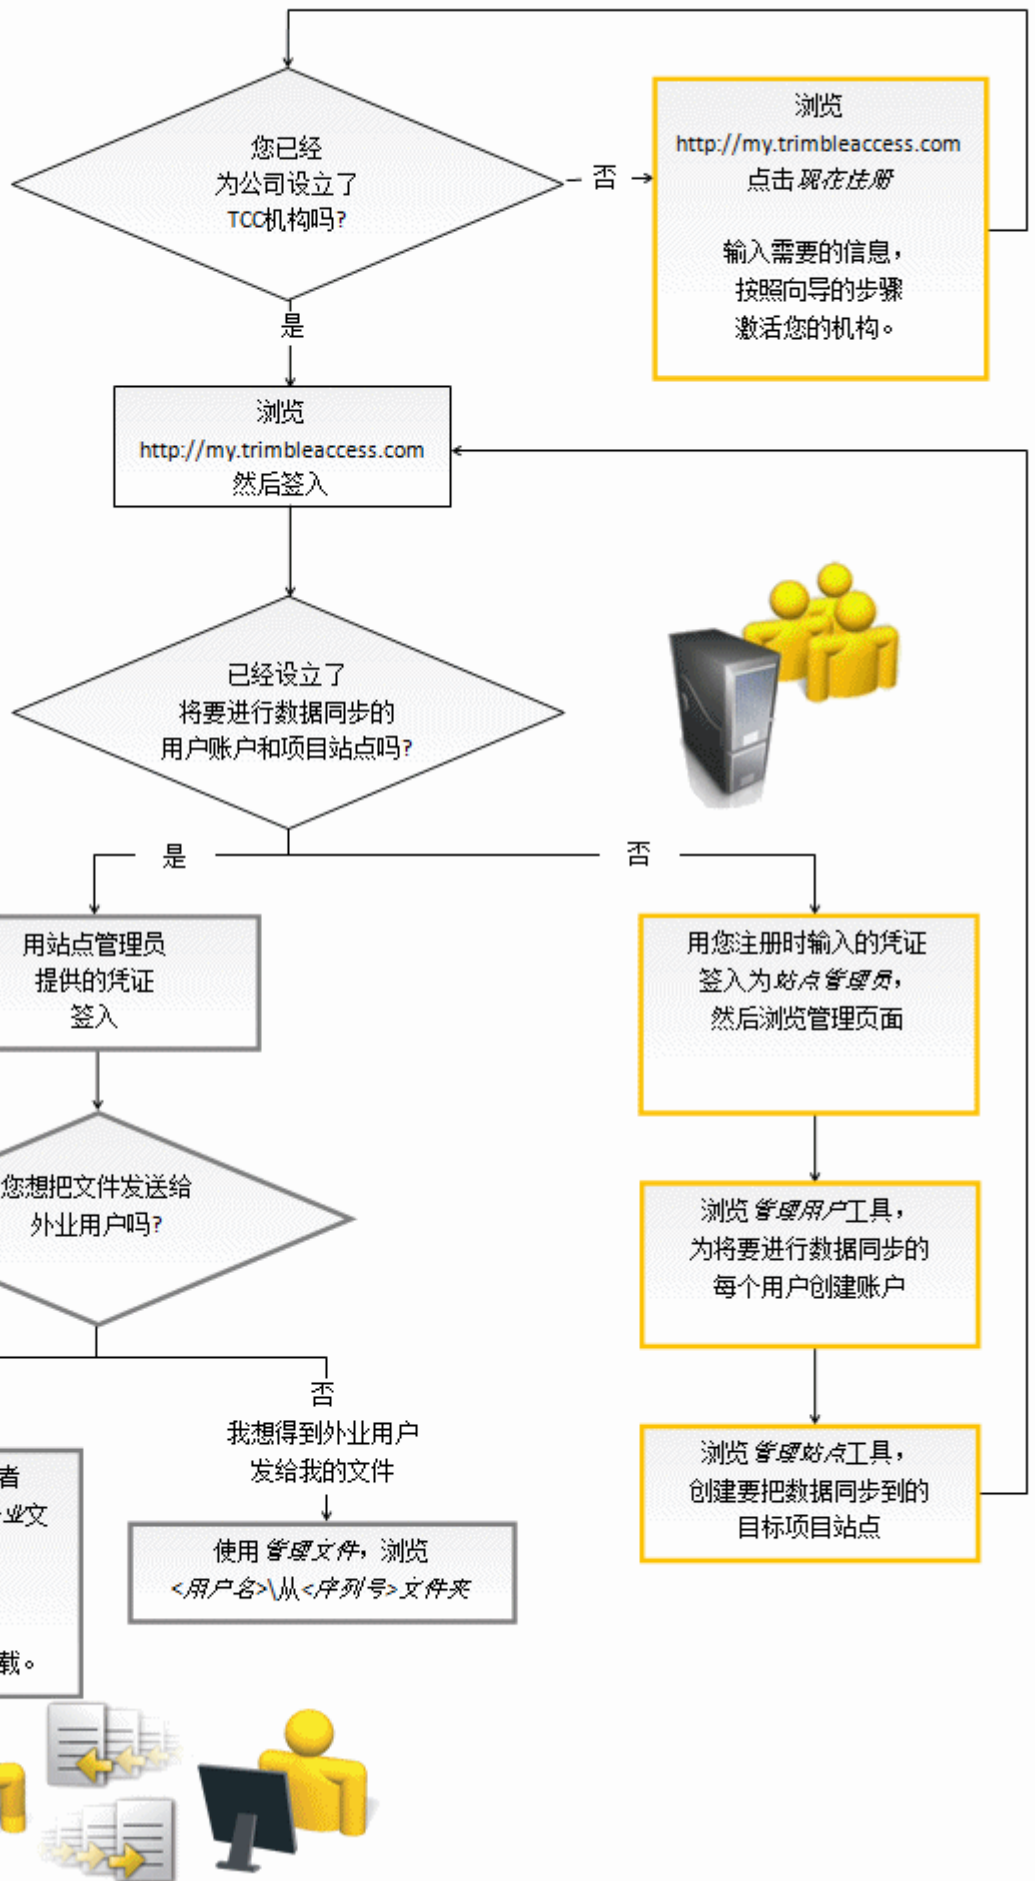 您已经
为公司设立了
TCC机构吗?
否
浏览
http://my.trimbleaccess.com
点击现在注册
输入需要的信息，
按照向导的步骤
激活您的机构。
是
浏览
http://my.trimbleaccess.com
然后签入
已经设立了
将要进行数据同步的
用户账户和项目站点吗?
是
否
用站点管理员
提供的凭证
签入
用您注册时输入的凭证
签入为站点管理员，
然后浏览管理页面
您想把文件发送给
外业用户吗?
浏览管理用户工具，
为将要进行数据同步的
每个用户创建账户
否
我想得到外业用户
发给我的文件
浏览管理站点工具，
创建要把数据同步到的
目标项目站点
者
业文
载。
使用管理文件，浏览
<用户名>\从<序列号>文件夹